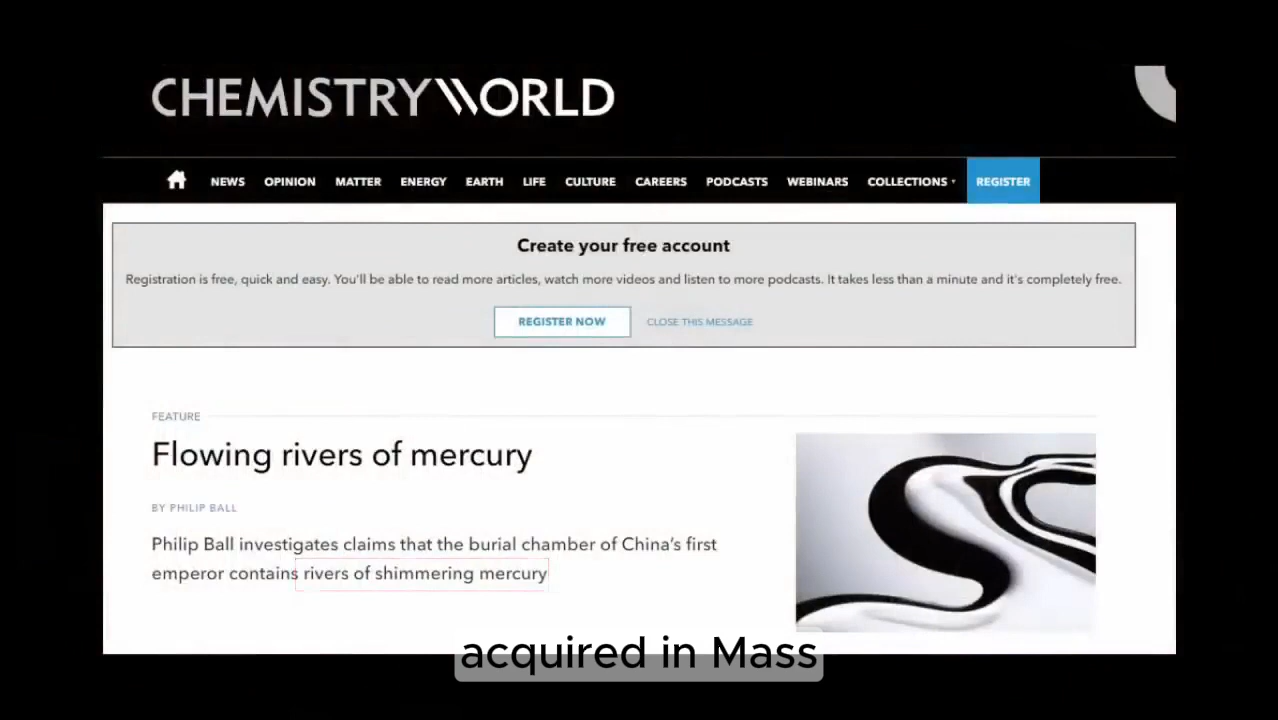 CHEMISTRY WORLD
NEWS OPINION MATTER ENERGY EARTH LIFE CULTURE CAREERS PODCASTS WEBINARS COLLECTIONS REGISTER
Create your free account
Registration is free, quick and easy. You'll be able to read more articles, watch more videos and listen to more podcasts. It takes less than a minute and it's completely free.
REGISTER NOW CLOSE THIS MESSAGE
FEATURE
Flowing rivers of mercury
BY PHILIP BALL
Philip Ball investigates claims that the burial chamber of China's first
emperor contains rivers of shimmering mercury
acquired in Mass